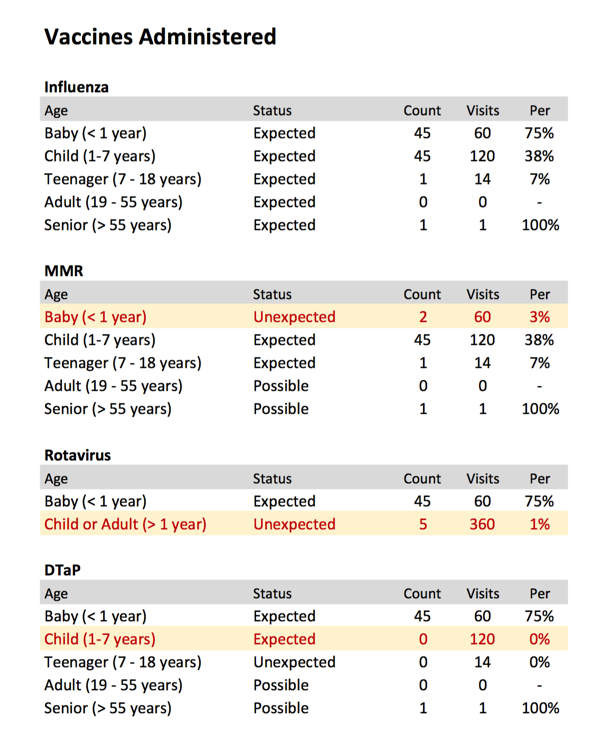 Vaccines Administered
Influenza
Age Status Count Visits Per
Baby (< 1 year) Expected 45 60 75%
Child (1-7 years) Expected 45 120 38%
Teenager (7 - 18 years) Expected 1 14 7%
Adult (19 - 55 years) Expected 0 0 -
Senior (> 55 years) Expected 1 1 100%
MMR
Age Status Count Visits Per
Baby (< 1 year) Unexpected 2 60 3%
Child (1-7 years) Expected 45 120 38%
Teenager (7 - 18 years) Expected 1 14 7%
Adult (19 - 55 years) Possible 0 0 -
Senior (> 55 years) Possible 1 1 100%
Rotavirus
Age Status Count Visits Per
Baby (< 1 year) Expected 45 60 75%
Child or Adult (> 1 year) Unexpected 5 360 1%
DTaP
Age Status Count Visits Per
Baby (< 1 year) Expected 45 60 75%
Child (1-7 years) Expected 0 120 0%
Teenager (7 - 18 years) Unexpected 0 14 0%
Adult (19 - 55 years) Possible 0 0 -
Senior (> 55 years) Possible 1 1 100%